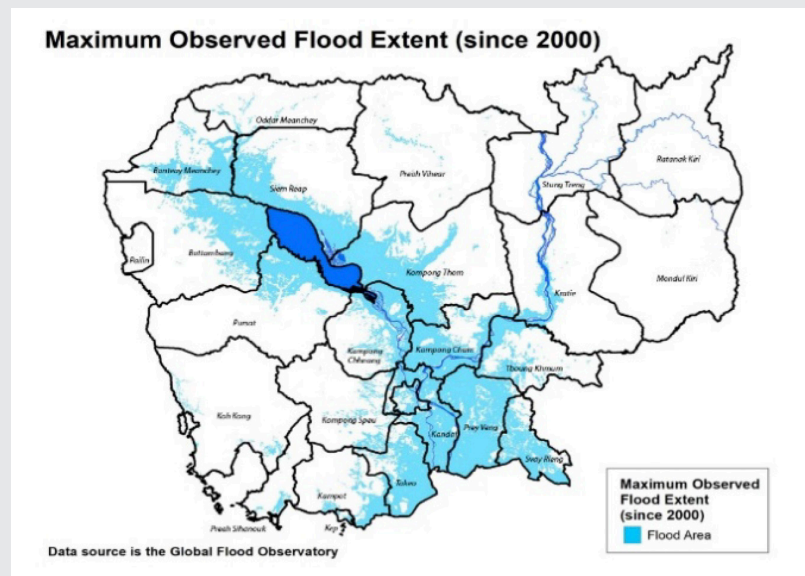 Maximum Observed Flood Extent (since 2000)
Oddar Meanchey
Banteay Meanchey
Siem Reap
Preah Vihear
Stung Treng
Ratanak Kiri
Pailin
Battambang
Kampong Thom
Mondul Kiri
Kratie
Pursat
Kampong
Chhnang
Kampong Cham
Tboung Khmum
Koh Kong
Kampong Speu
Kandal
Prey Veng
Svay Rieng
Takeo
Kampot
Preah Sihanouk
Kep
Maximum Observed
Flood Extent
(since 2000)
Flood Area
Data source is the Global Flood Observatory